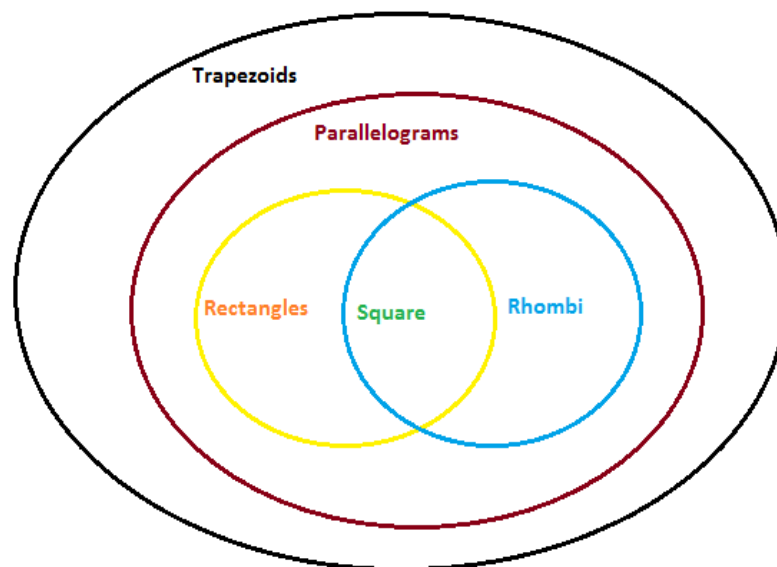 Trapezoids
Parallelograms
Rectangles
Square
Rhombi